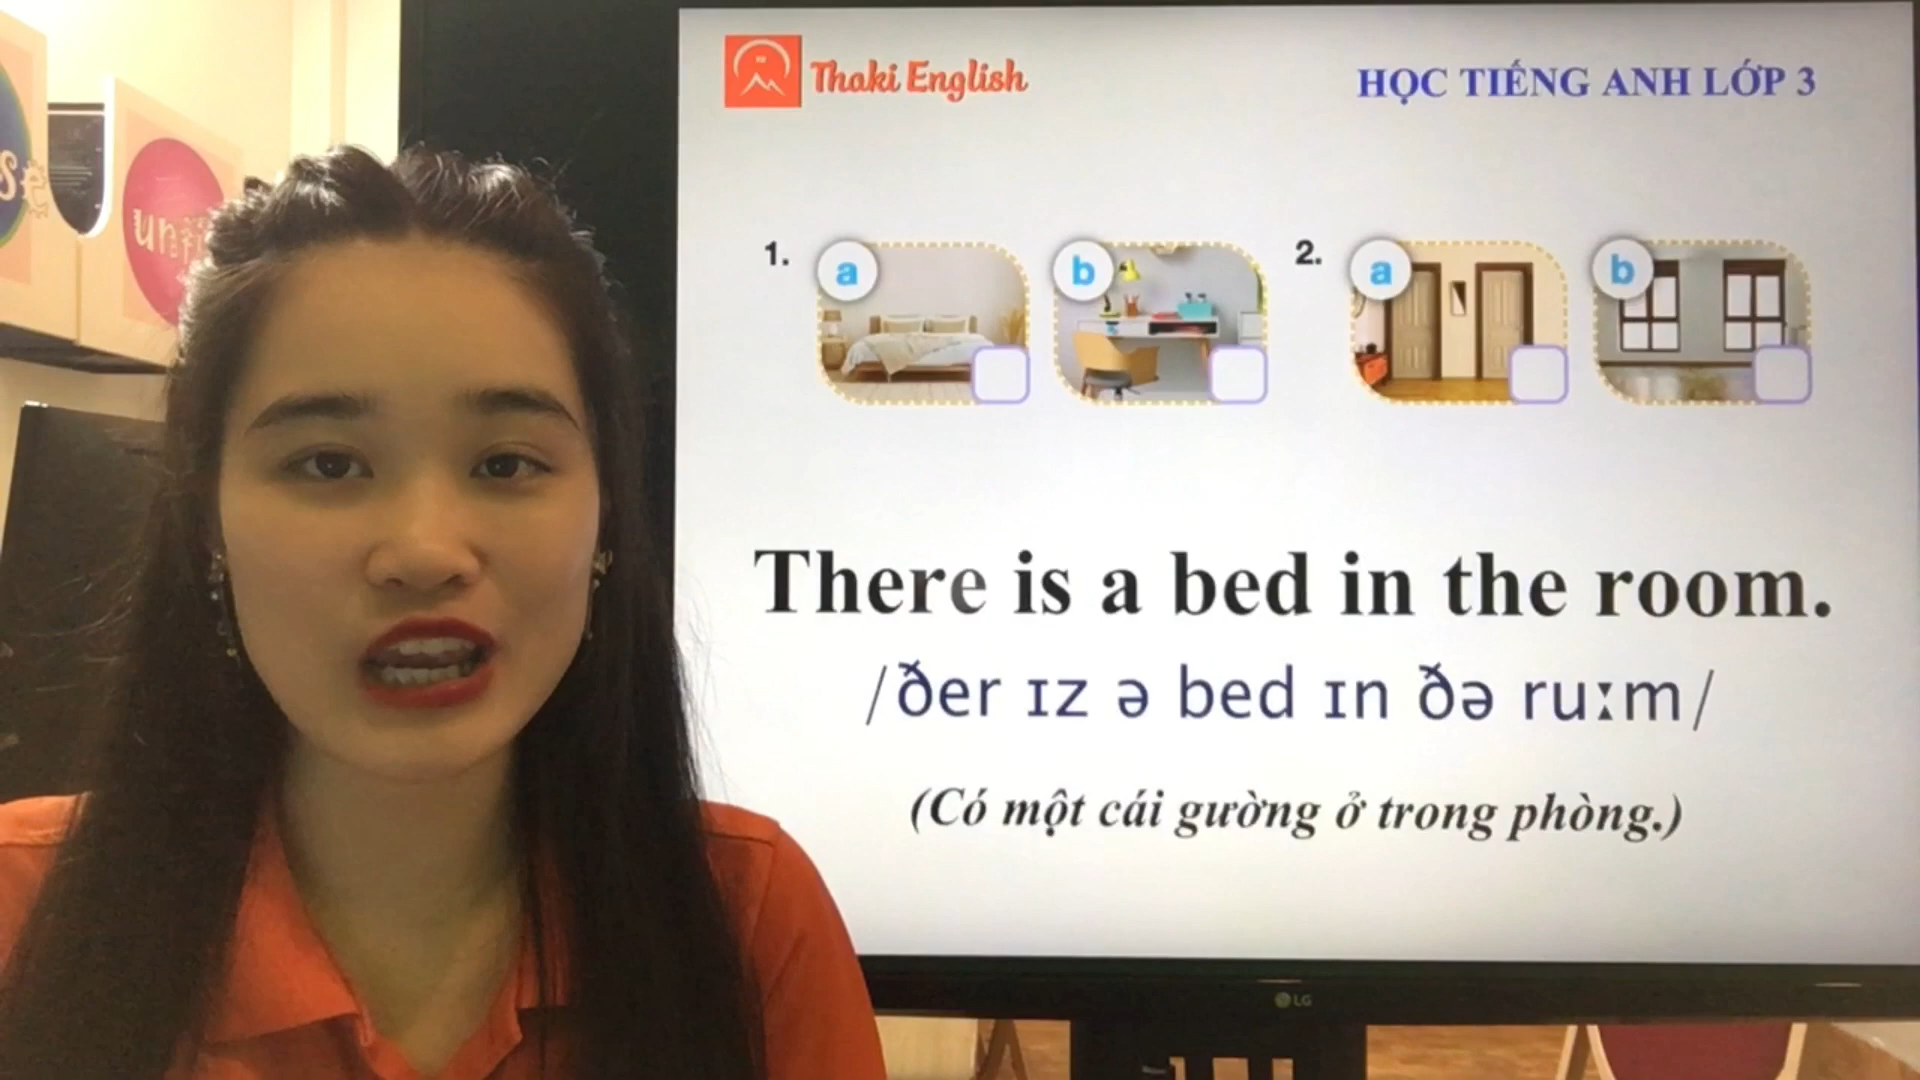 Thaki English
HỌC TIẾNG ANH LỚP 3
1. a b 2. a b
There is a bed in the room.
/ðer ɪz ə bed ɪn ðə ruːm/
(Có một cái gường ở trong phòng.)
LG